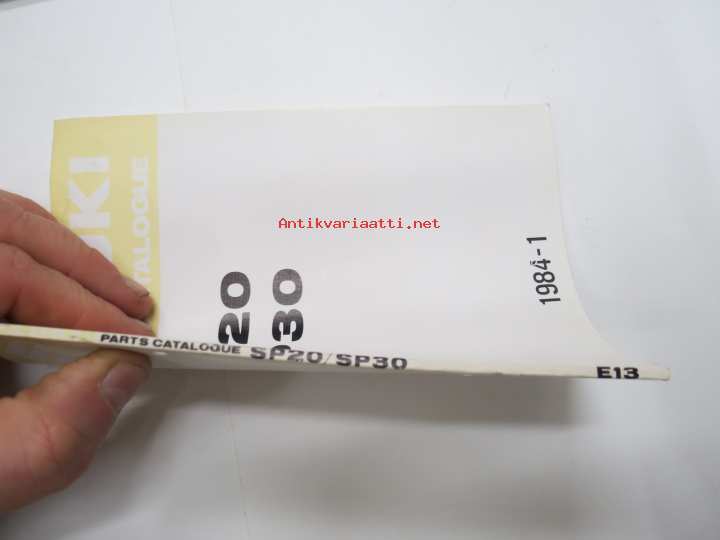 UKI
TALOGUE
Antikvariaatti.net
20
30
1984-1
PARTS CATALOGUE SP20/SP30 E13